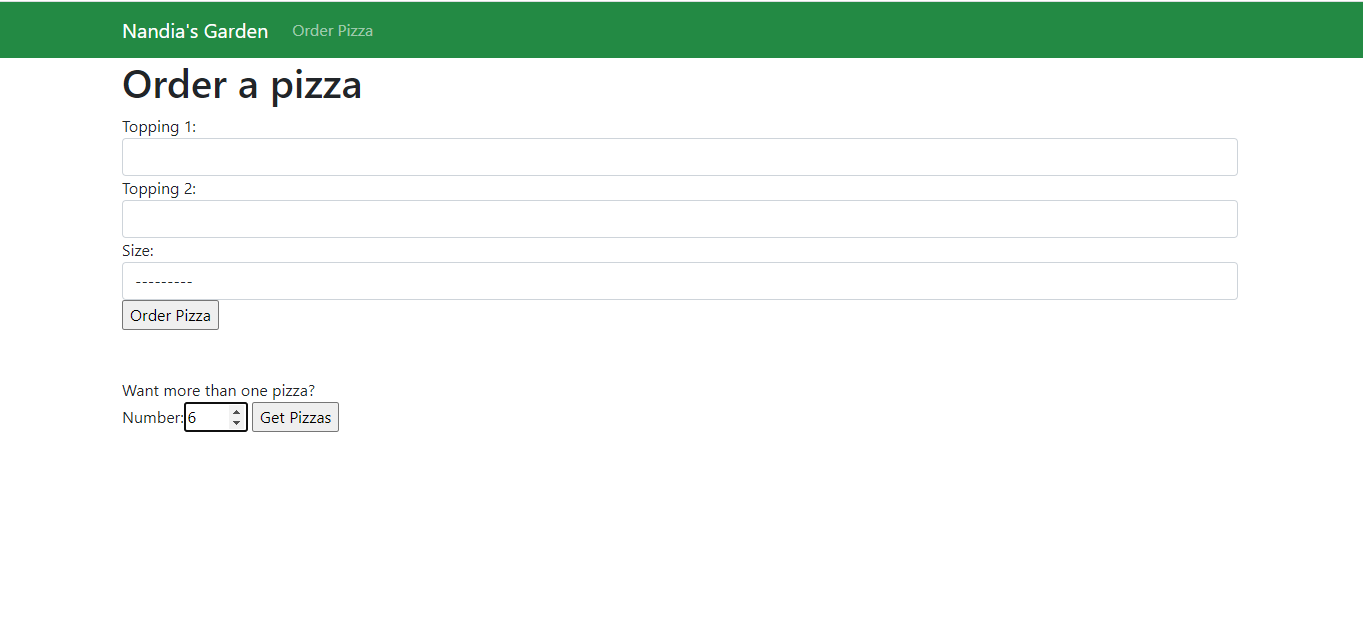 Nandia's Garden Order Pizza
Order a pizza
Topping 1:
Topping 2:
Size:
---------
Order Pizza
Want more than one pizza?
Number: 6 Get Pizzas